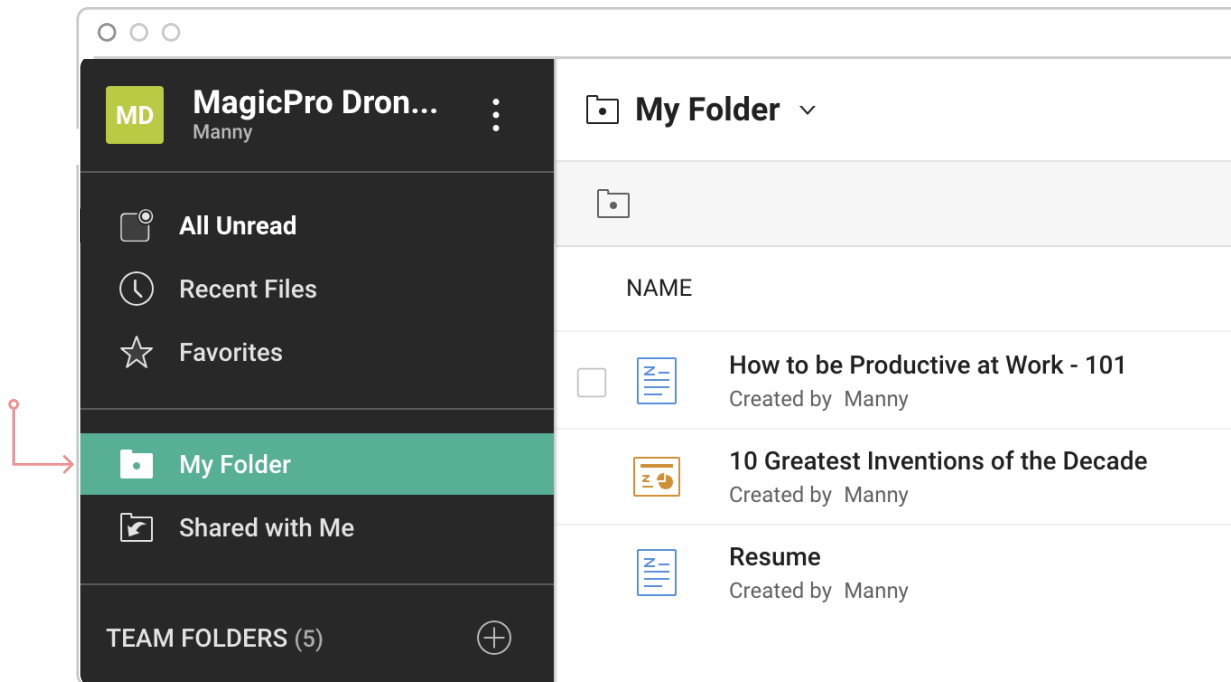 MD
MagicPro Dron...
Manny
All Unread
Recent Files
Favorites
My Folder
Shared with Me
TEAM FOLDERS (5)
My Folder
NAME
How to be Productive at Work - 101
Created by Manny
10 Greatest Inventions of the Decade
Created by Manny
Resume
Created by Manny